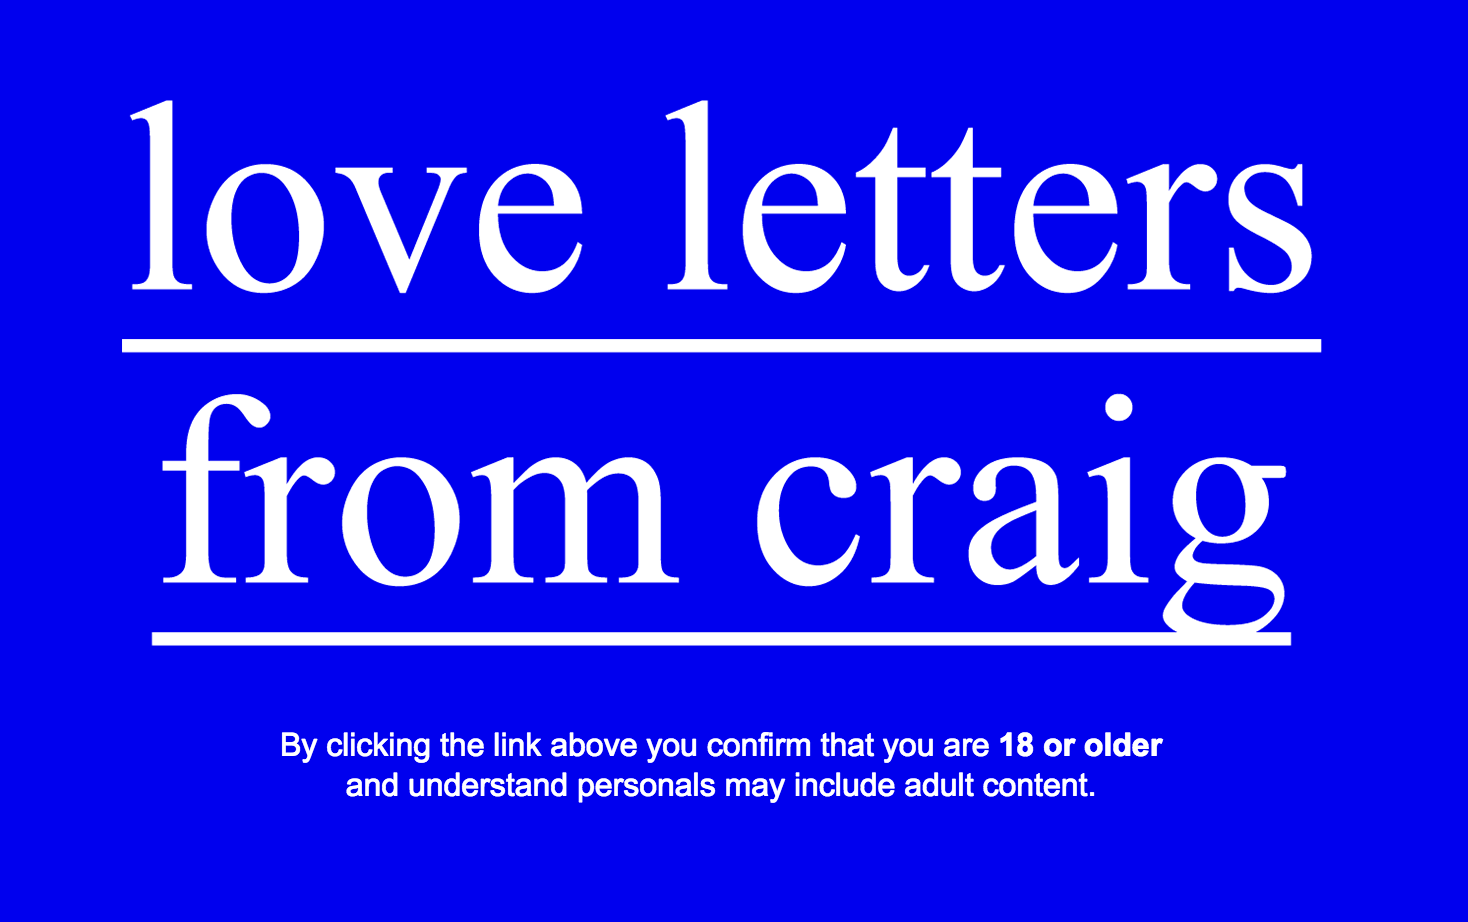 love letters
from craig
By clicking the link above you confirm that you are 18 or older
and understand personals may include adult content.